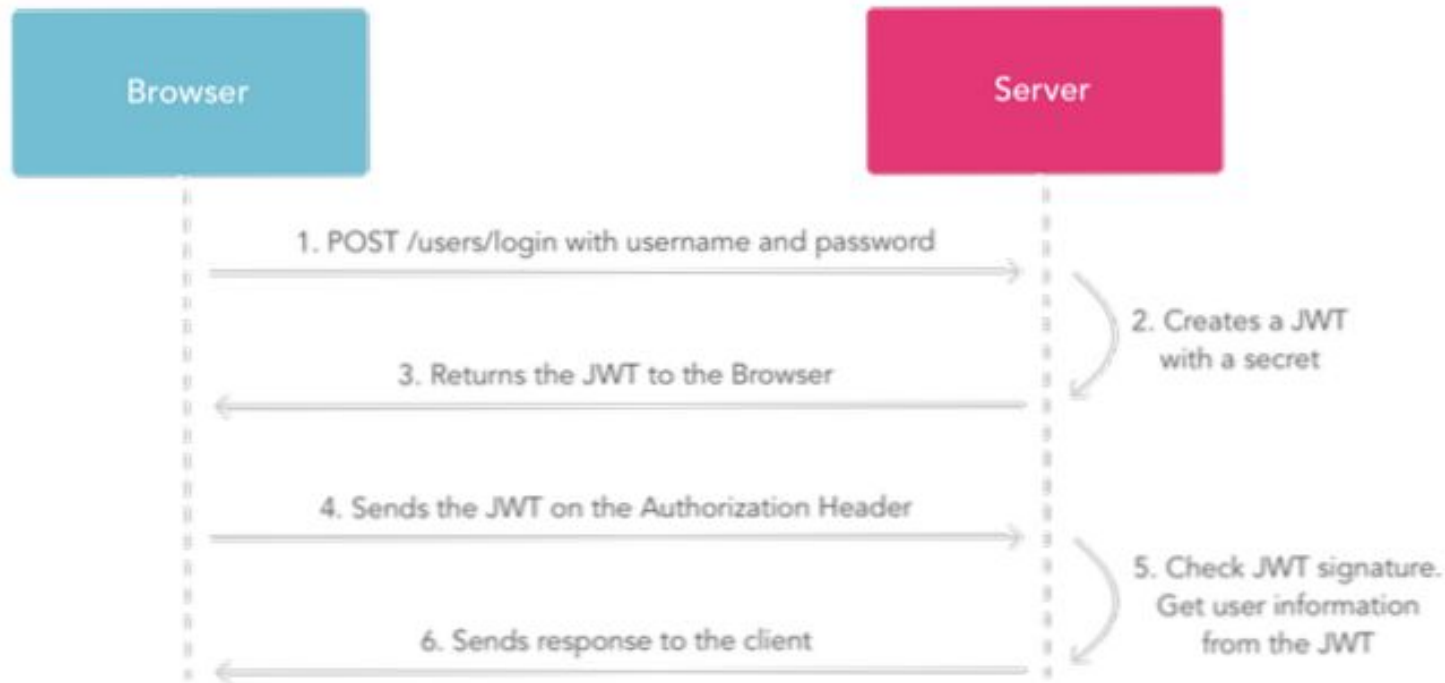 Browser
Server
1. POST /users/login with username and password
2. Creates a JWT
with a secret
3. Returns the JWT to the Browser
4. Sends the JWT on the Authorization Header
5. Check JWT signature.
Get user information
from the JWT
6. Sends response to the client